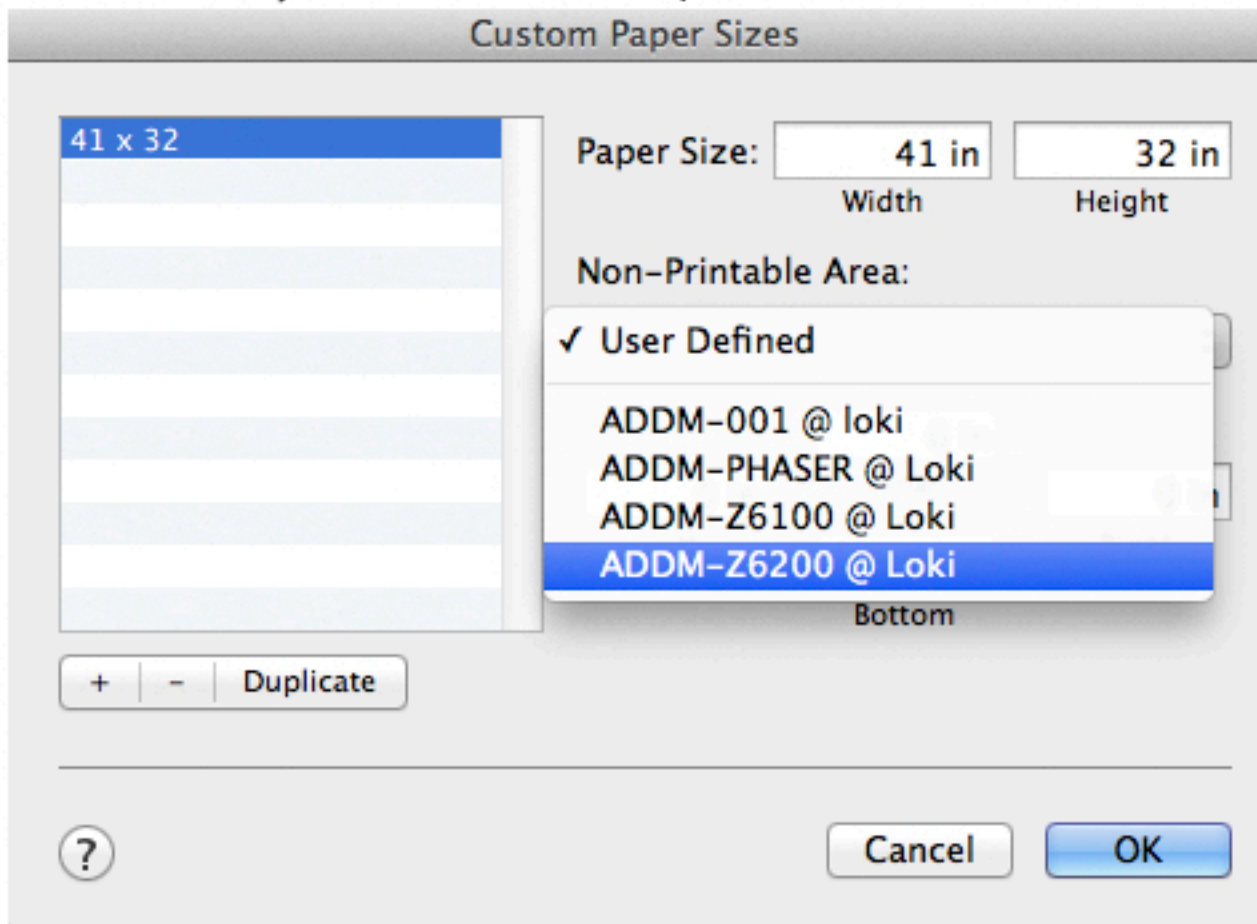 Custom Paper Sizes
41 x 32
Paper Size: 41 in 32 in
Width Height
Non-Printable Area:
✓ User Defined
ADDM-001 @ loki
ADDM-PHASER @ Loki
ADDM-Z6100 @ Loki
ADDM-Z6200 @ Loki
Bottom
+ - Duplicate
? Cancel OK